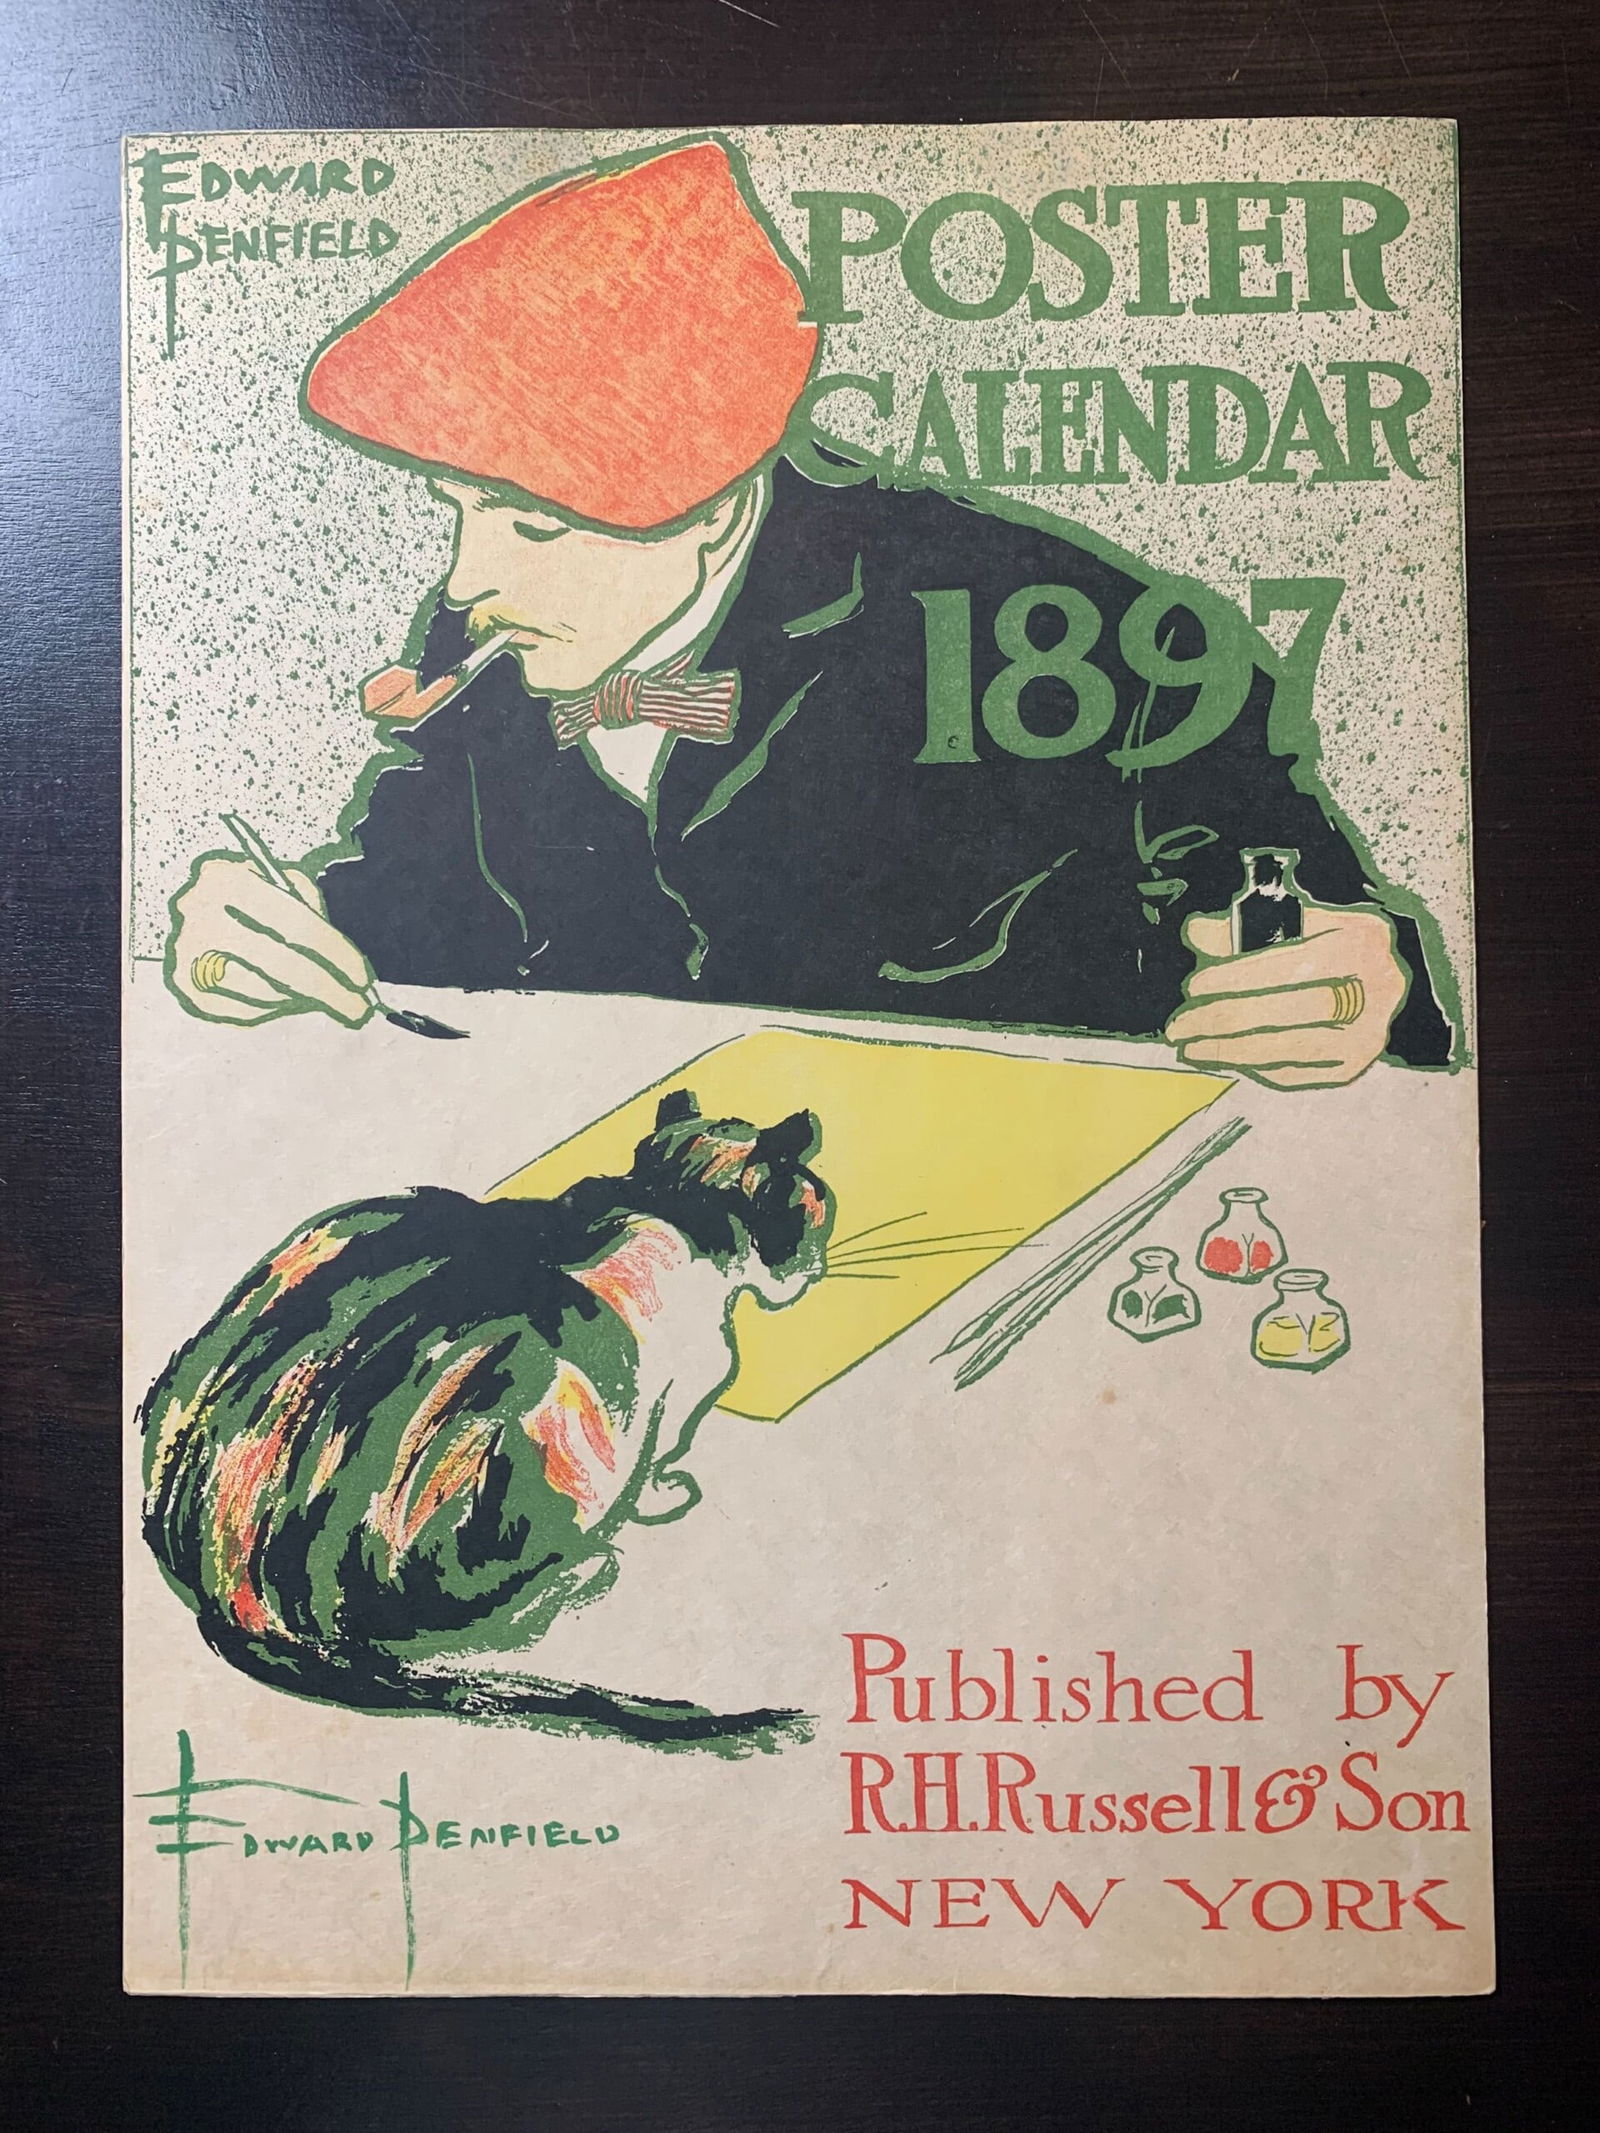 EDWARD
PENFIELD
POSTER
CALENDAR
1897
Published by
R.H.Russell & Son
NEW YORK
EDWARD PENFIELD